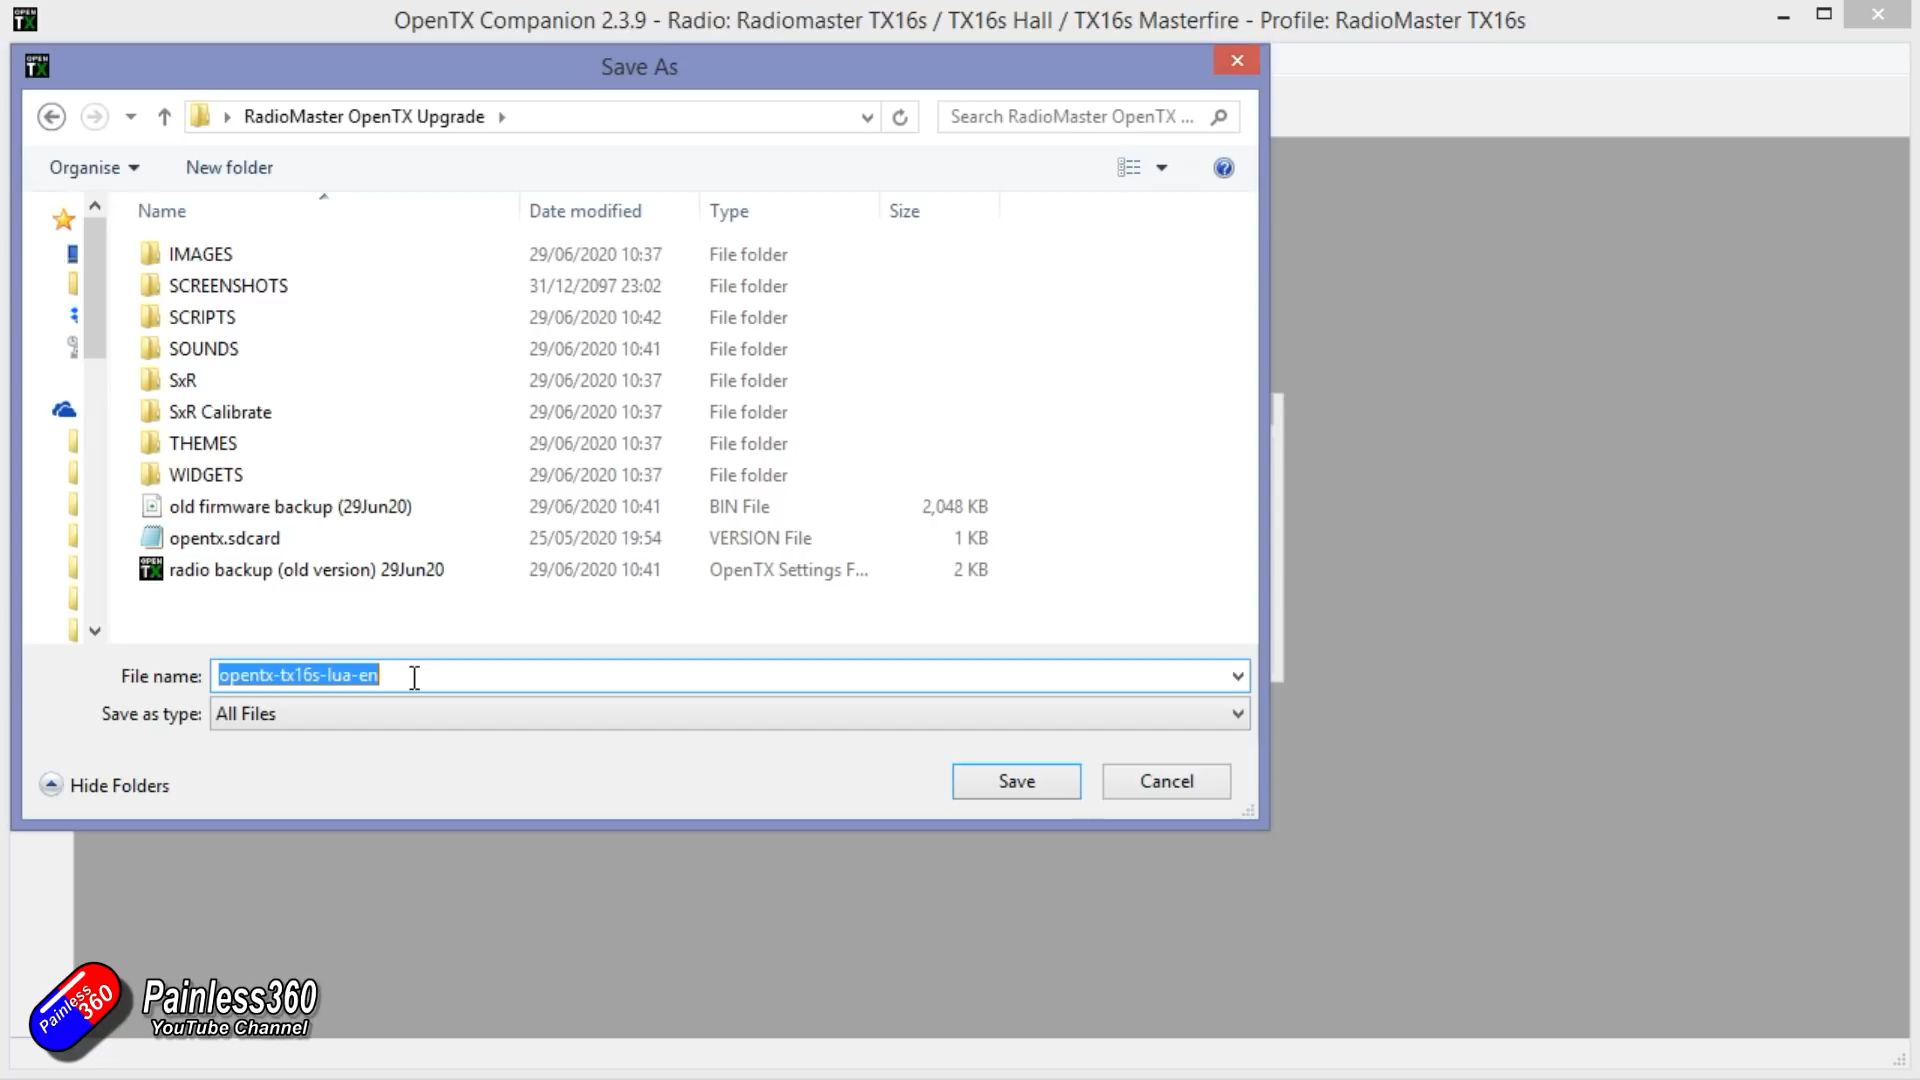 OPEN TX
OpenTX Companion 2.3.9 - Radio: Radiomaster TX16s / TX16s Hall / TX16s Masterfire - Profile: RadioMaster TX16s
OPEN TX
Save As
RadioMaster OpenTX Upgrade
Search RadioMaster OpenTX ...
Organise
New folder
Name Date modified Type Size
IMAGES 29/06/2020 10:37 File folder
SCREENSHOTS 31/12/2097 23:02 File folder
SCRIPTS 29/06/2020 10:42 File folder
SOUNDS 29/06/2020 10:41 File folder
SxR 29/06/2020 10:37 File folder
SxR Calibrate 29/06/2020 10:37 File folder
THEMES 29/06/2020 10:37 File folder
WIDGETS 29/06/2020 10:37 File folder
old firmware backup (29Jun20) 29/06/2020 10:41 BIN File 2,048 KB
opentx.sdcard 25/05/2020 19:54 VERSION File 1 KB
OPEN TX radio backup (old version) 29Jun20 29/06/2020 10:41 OpenTX Settings F... 2 KB
File name: opentx-tx16s-lua-en
Save as type: All Files
Hide Folders
Save
Cancel
Painless 360
Painless360
YouTube Channel